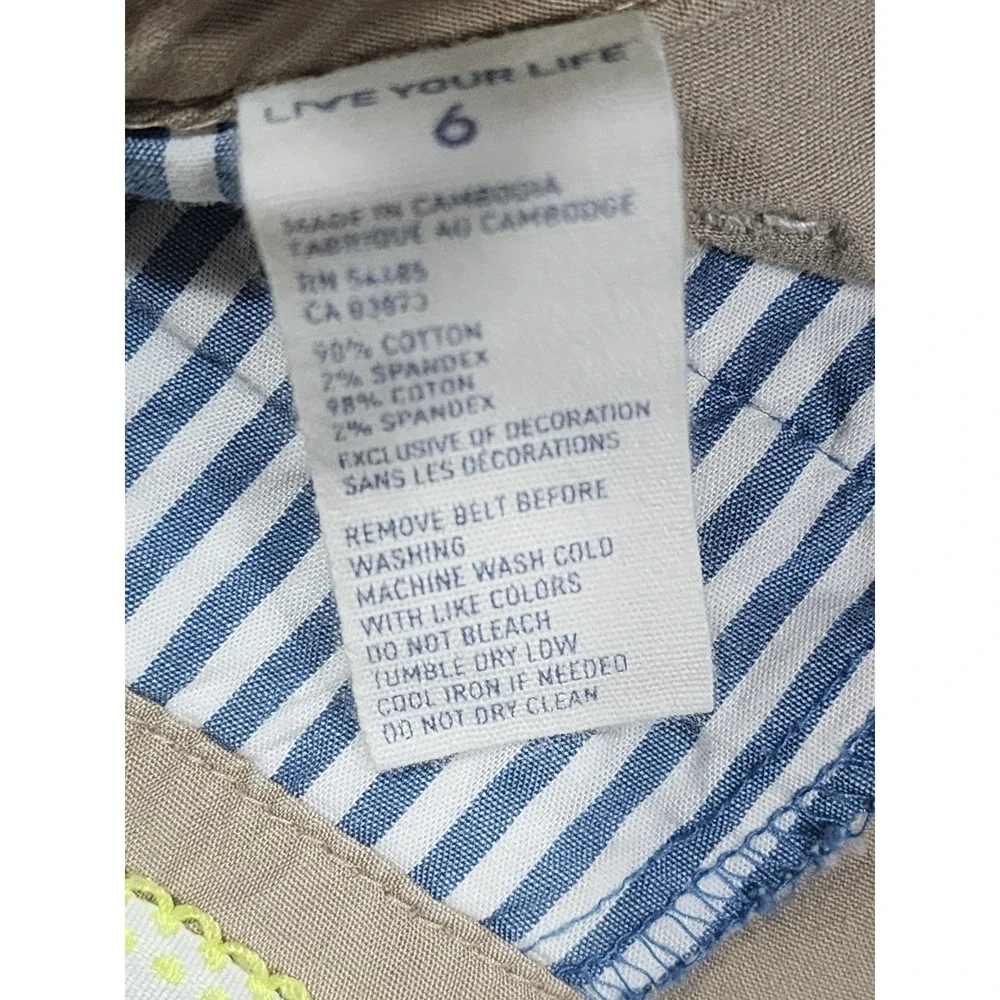 LIVE YOUR LIFE
6
MADE IN CAMBODIA
FABRIQUÉ AU CAMBODGE
RN 54485
CA 03873
98% COTTON
2% SPANDEX
98% COTON
2% SPANDEX
EXCLUSIVE OF DECORATION
SANS LES DÉCORATIONS
REMOVE BELT BEFORE
WASHING
MACHINE WASH COLD
WITH LIKE COLORS
DO NOT BLEACH
TUMBLE DRY LOW
COOL IRON IF NEEDED
DO NOT DRY CLEAN